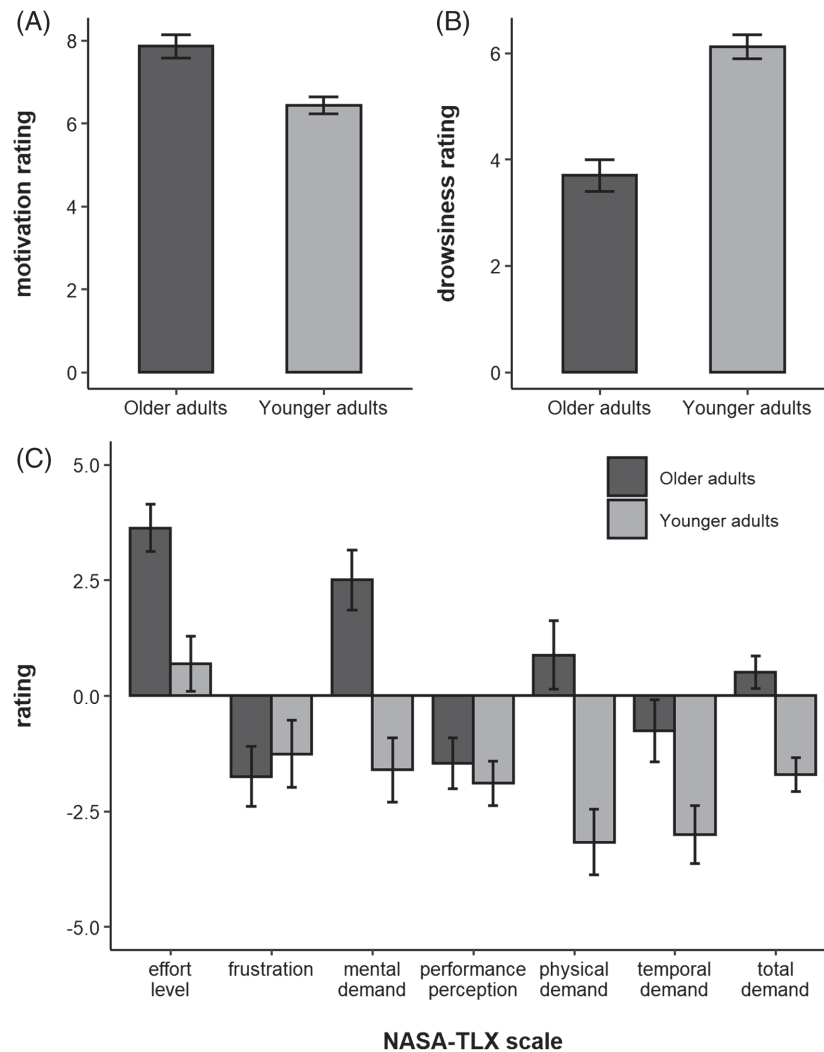 (A)
motivation rating
8
6
4
2
0
Older adults
Younger adults
(B)
drowsiness rating
6
4
2
0
Older adults
Younger adults
(C)
rating
5.0
2.5
0.0
-2.5
-5.0
Older adults
Younger adults
effort
level
frustration
mental
demand
performance
perception
physical
demand
temporal
demand
total
demand
NASA-TLX scale